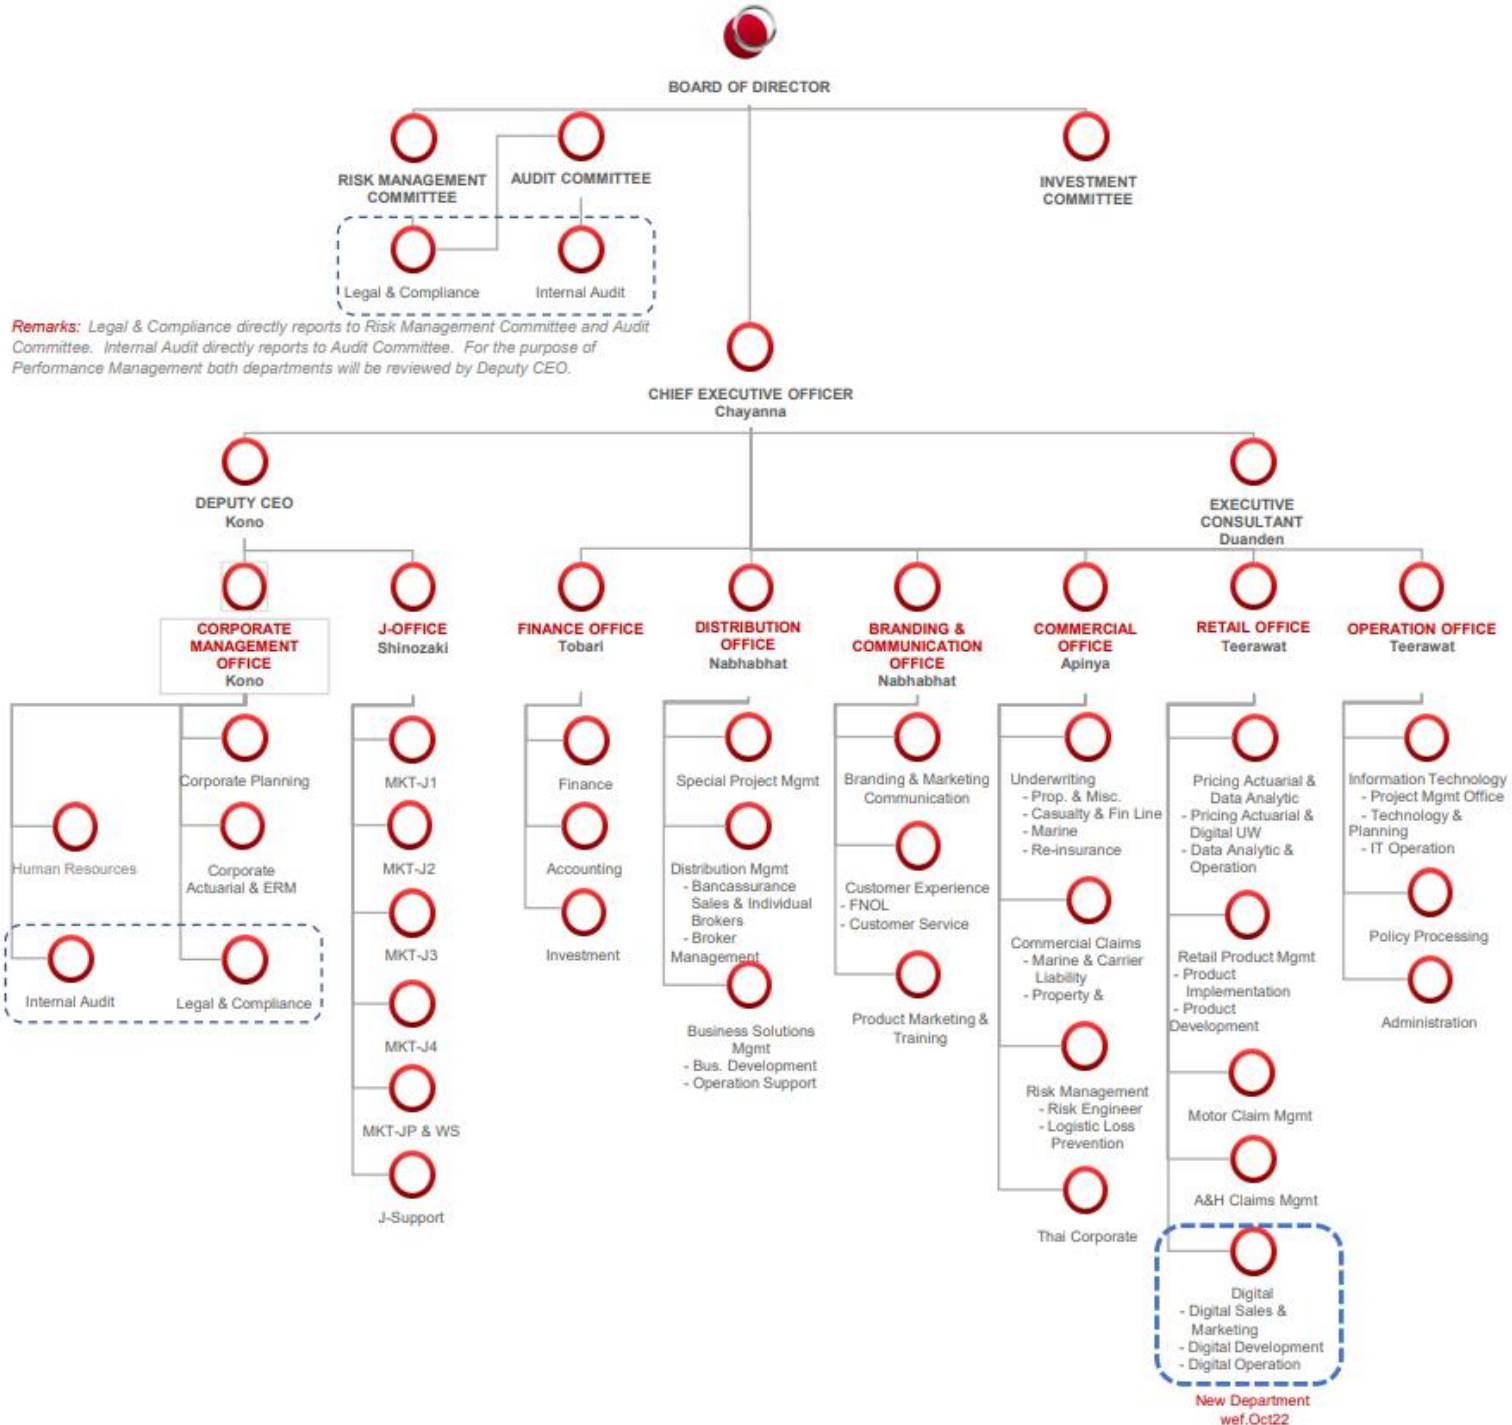 BOARD OF DIRECTOR
RISK MANAGEMENT
COMMITTEE
AUDIT COMMITTEE
INVESTMENT
COMMITTEE
Legal & Compliance
Internal Audit
Remarks: Legal & Compliance directly reports to Risk Management Committee and Audit
Committee. Internal Audit directly reports to Audit Committee. For the purpose of
Performance Management both departments will be reviewed by Deputy CEO.
CHIEF EXECUTIVE OFFICER
Chayanna
DEPUTY CEO
Kono
EXECUTIVE
CONSULTANT
Duanden
CORPORATE
MANAGEMENT
OFFICE
Kono
J-OFFICE
Shinozaki
FINANCE OFFICE
Tobari
DISTRIBUTION
OFFICE
Nabhabhat
BRANDING &
COMMUNICATION
OFFICE
Nabhabhat
COMMERCIAL
OFFICE
Apinya
RETAIL OFFICE
Teerawat
OPERATION OFFICE
Teerawat
Human Resources
Internal Audit
Corporate Planning
Corporate
Actuarial & ERM
Legal & Compliance
MKT-J1
MKT-J2
MKT-J3
MKT-J4
MKT-JP & WS
J-Support
Finance
Accounting
Investment
Special Project Mgmt
Distribution Mgmt
- Bancassurance
Sales & Individual
Brokers
- Broker
Management
Business Solutions
Mgmt
- Bus. Development
- Operation Support
Branding & Marketing
Communication
Customer Experience
- FNOL
- Customer Service
Product Marketing &
Training
Underwriting
- Prop. & Misc.
- Casualty & Fin Line
- Marine
- Re-insurance
Commercial Claims
- Marine & Carrier
Liability
- Property &
Risk Management
- Risk Engineer
- Logistic Loss
Prevention
Thai Corporate
Pricing Actuarial &
Data Analytic
- Pricing Actuarial &
Digital UW
- Data Analytic &
Operation
Retail Product Mgmt
- Product
Implementation
- Product
Development
Motor Claim Mgmt
A&H Claims Mgmt
Digital
- Digital Sales &
Marketing
- Digital Development
- Digital Operation
New Department
wef.Oct22
Information Technology
- Project Mgmt Office
- Technology &
Planning
- IT Operation
Policy Processing
Administration